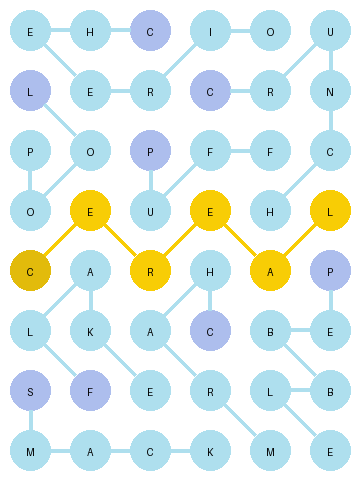 E H C I O U
L E R C R N
P O P F F C
O E U E H L
C A R H A P
L K A C B E
S F E R L B
M A C K M E